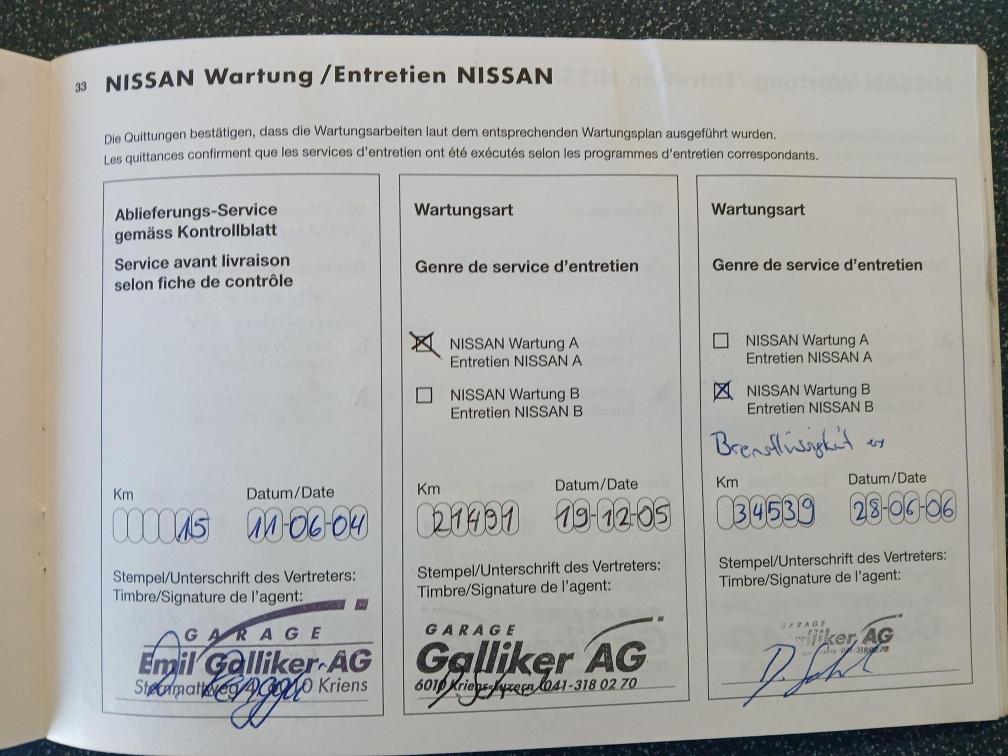 33 NISSAN Wartung/Entretien NISSAN
Die Quittungen bestätigen, dass die Wartungsarbeiten laut dem entsprechenden Wartungsplan ausgeführt wurden.
Les quittances confirment que les services d'entretien ont été exécutés selon les programmes d'entretien correspondants.
Ablieferungs-Service
gemäss Kontrollblatt
Service avant livraison
selon fiche de contrôle
Km Datum/Date
15 11-06-04
Stempel/Unterschrift des Vertreters:
Timbre/Signature de l'agent:
GARAGE
Emil Galliker AG
Kriens
Wartungsart
Genre de service d'entretien
NISSAN Wartung A
Entretien NISSAN A
NISSAN Wartung B
Entretien NISSAN B
Km Datum/Date
21491 19-12-05
Stempel/Unterschrift des Vertreters:
Timbre/Signature de l'agent:
GARAGE
Galliker AG
6010 Kriens-Luzern 041-318 02 70
Wartungsart
Genre de service d'entretien
NISSAN Wartung A
Entretien NISSAN A
NISSAN Wartung B
Entretien NISSAN B
Km Datum/Date
34539 28-06-06
Stempel/Unterschrift des Vertreters:
Timbre/Signature de l'agent:
GARAGE
AG